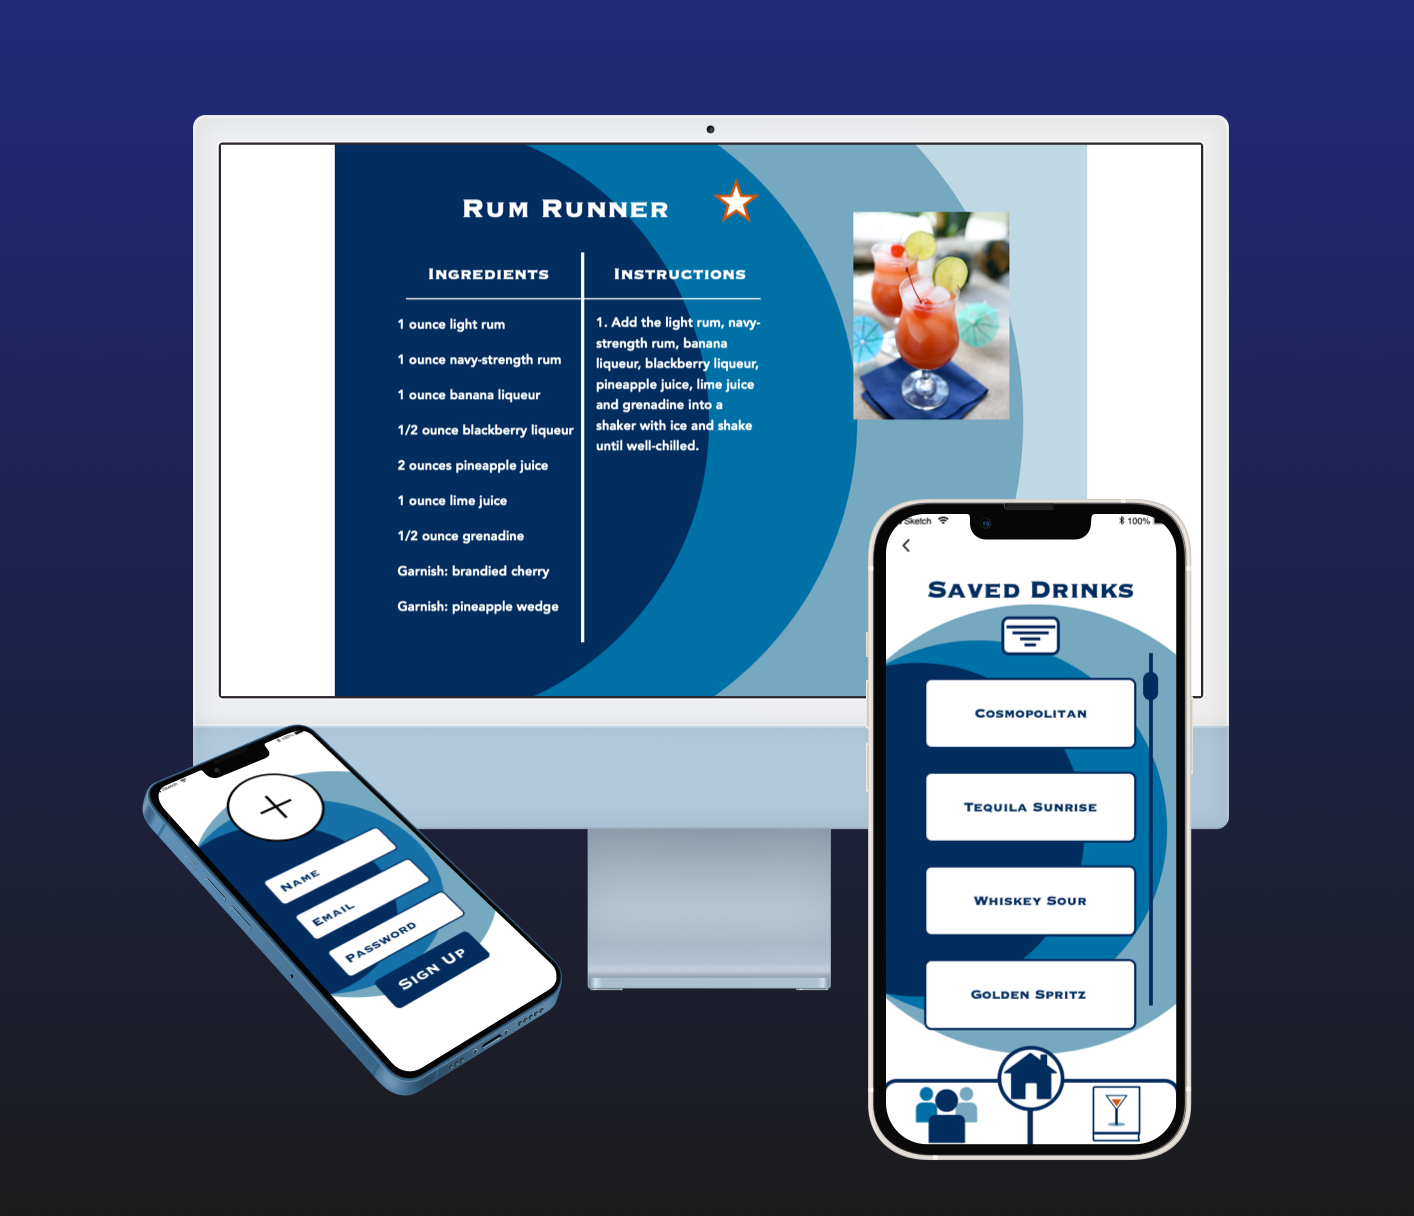 Rum Runner
Ingredients
Instructions
1 ounce light rum
1 ounce navy-strength rum
1 ounce banana liqueur
1/2 ounce blackberry liqueur
2 ounces pineapple juice
1 ounce lime juice
1/2 ounce grenadine
Garnish: brandied cherry
Garnish: pineapple wedge
1. Add the light rum, navy-
strength rum, banana
liqueur, blackberry liqueur,
pineapple juice, lime juice
and grenadine into a
shaker with ice and shake
until well-chilled.
Sketch
100%
Name
Email
Password
Sign Up
Sketch 100%
Saved Drinks
Cosmopolitan
Tequila Sunrise
Whiskey Sour
Golden Spritz